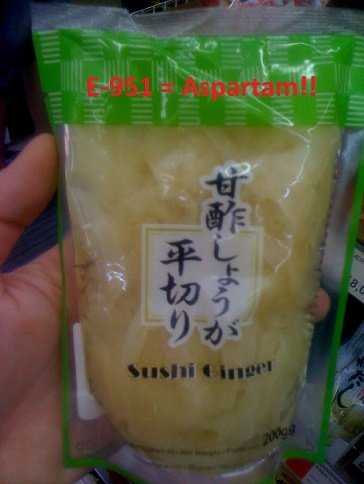 E-951 = Aspartam!!
甘酢しょうが
平切り
Sushi Ginger
200g